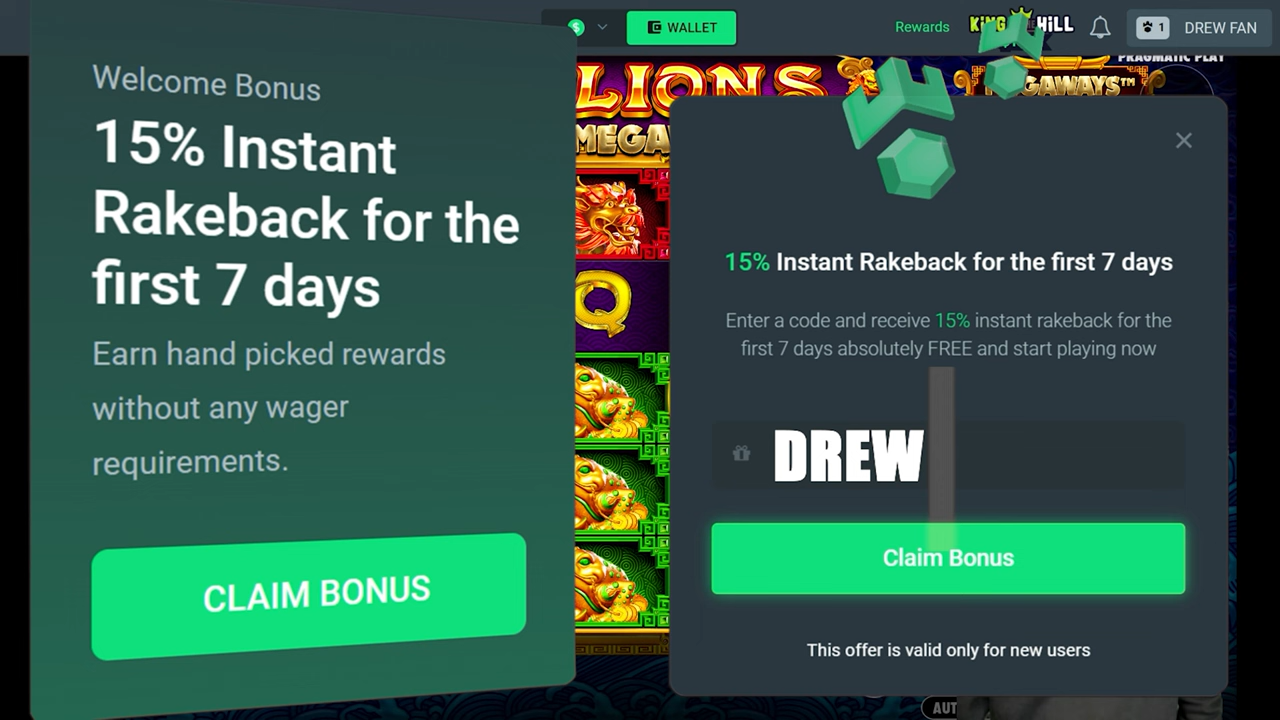 WALLET
Rewards
KING HILL
1
DREW FAN
PRAGMATIC PLAY
LIONS
MEGA
GAWAYS™
Q
Welcome Bonus
15% Instant
Rakeback for the
first 7 days
Earn hand picked rewards
without any wager
requirements.
CLAIM BONUS
15% Instant Rakeback for the first 7 days
Enter a code and receive 15% instant rakeback for the
first 7 days absolutely FREE and start playing now
DREW
Claim Bonus
This offer is valid only for new users
AUT